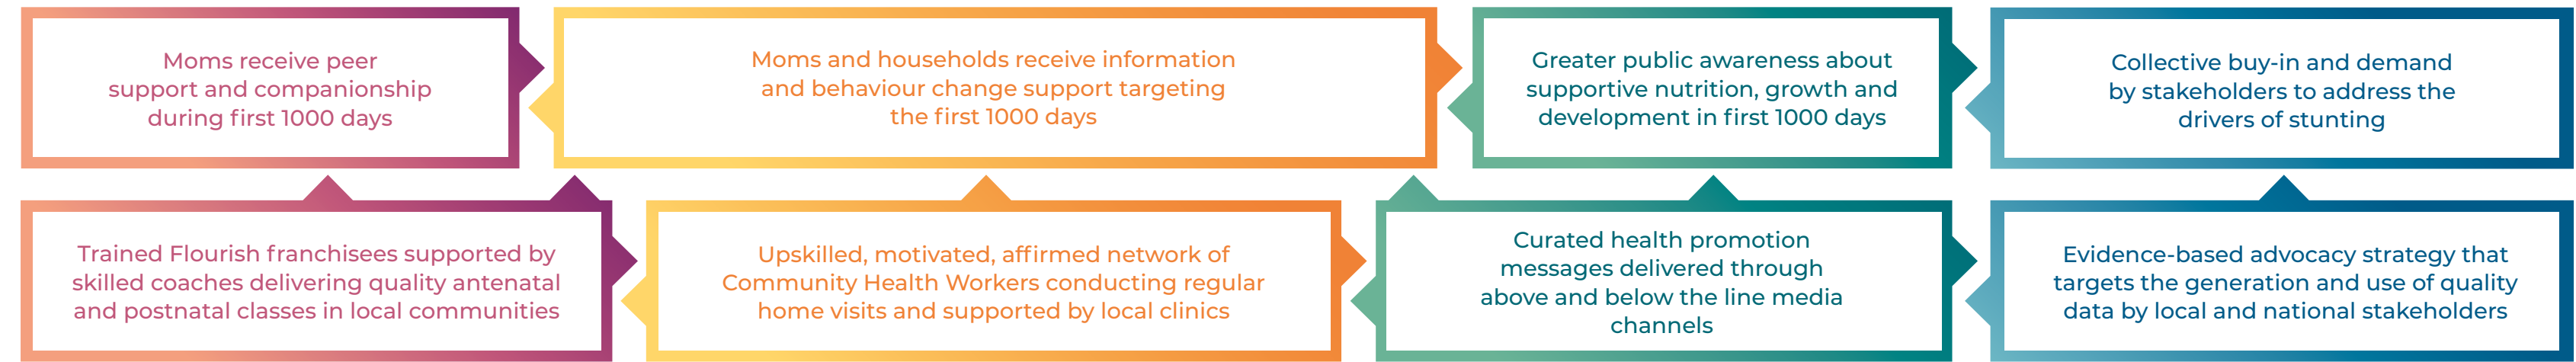 Moms receive peer
support and companionship
during first 1000 days
Moms and households receive information
and behaviour change support targeting
the first 1000 days
Greater public awareness about
supportive nutrition, growth and
development in first 1000 days
Collective buy-in and demand
by stakeholders to address the
drivers of stunting
Trained Flourish franchisees supported by
skilled coaches delivering quality antenatal
and postnatal classes in local communities
Upskilled, motivated, affirmed network of
Community Health Workers conducting regular
home visits and supported by local clinics
Curated health promotion
messages delivered through
above and below the line media
channels
Evidence-based advocacy strategy that
targets the generation and use of quality
data by local and national stakeholders